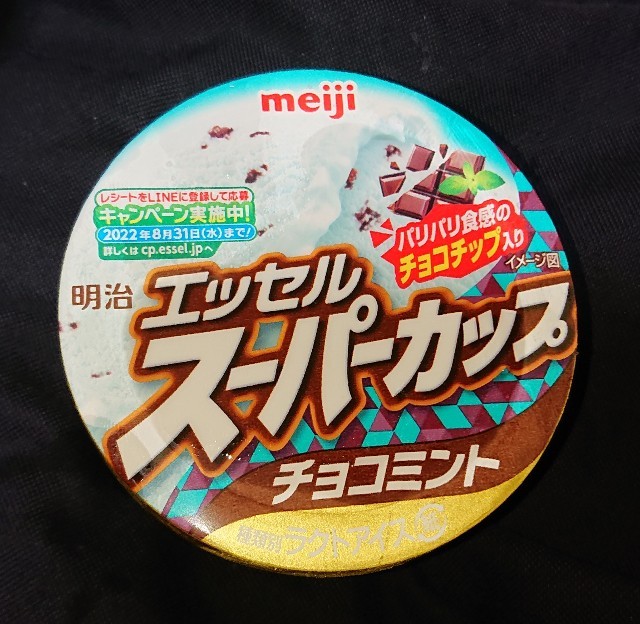 meiji
レシートをLINEに登録して応募
キャンペーン実施中!
2022年8月31日(水)まで!
詳しくは cp.essel.jpへ
パリパリ食感の
チョコチップ入り
イメージ図
明治
エッセル
スーパーカップ
チョコミント
種類別 ラクトアイス